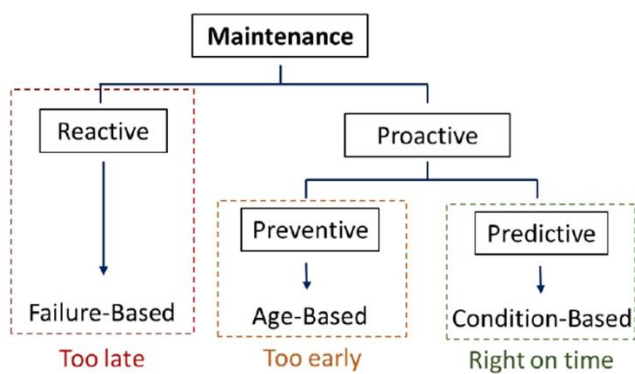 Maintenance
Reactive
Proactive
Preventive
Predictive
Failure-Based
Age-Based
Condition-Based
Too late
Too early
Right on time